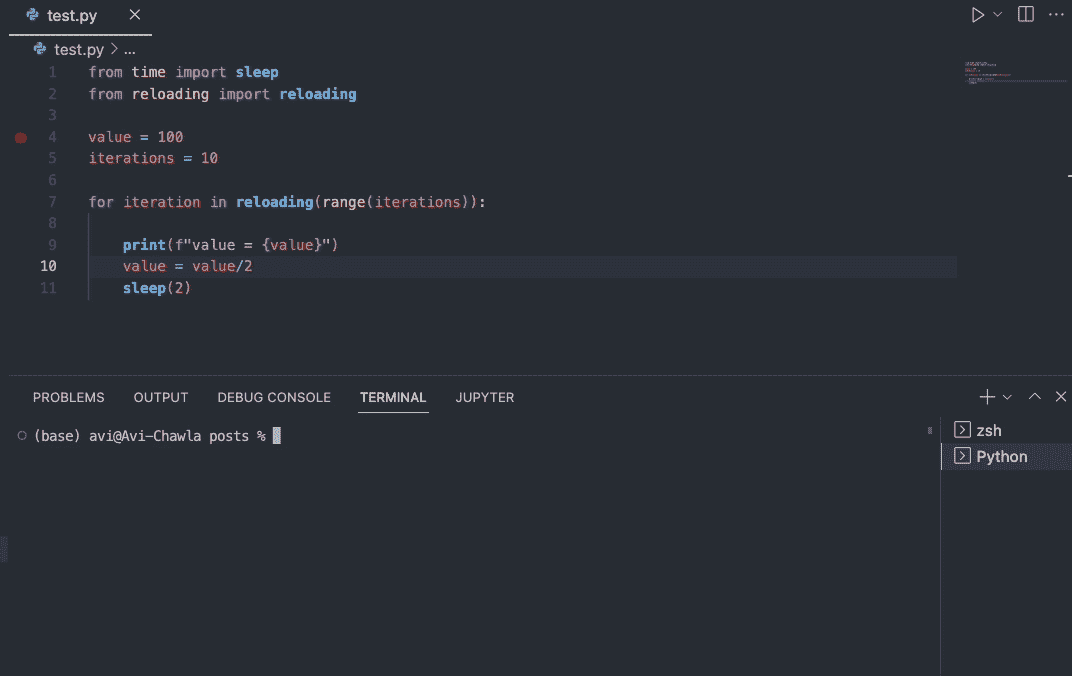 test.py
test.py > ...
1 from time import sleep
2 from reloading import reloading
3
4 value = 100
5 iterations = 10
6
7 for iteration in reloading(range(iterations)):
8
9     print(f"value = {value}")
10     value = value/2
11     sleep(2)
PROBLEMS OUTPUT DEBUG CONSOLE TERMINAL JUPYTER
(base) avi@Avi-Chawla posts %
zsh
Python